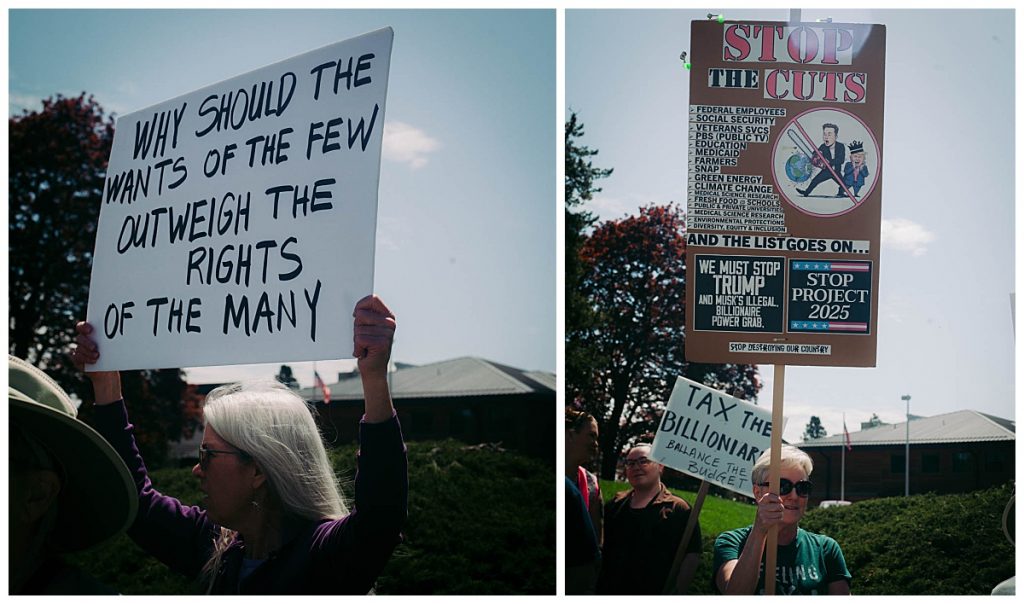 WHY SHOULD THE
WANTS OF THE FEW
OUTWEIGH THE
RIGHTS
OF THE MANY
STOP
THE CUTS
FEDERAL EMPLOYEES
SOCIAL SECURITY
VETERANS SVCS
PBS (PUBLIC TV)
EDUCATION
MEDICAID
FARMERS
SNAP
GREEN ENERGY
CLIMATE CHANGE
MEDICAL SCIENCE RESEARCH
FRESH FOOD in SCHOOLS
PUBLIC & PRIVATE UNIVERSITIES
MEDICAL SCIENCE RESEARCH
ENVIRONMENTAL PROTECTIONS
DIVERSITY, EQUITY & INCLUSION
AND THE LIST GOES ON...
WE MUST STOP
TRUMP
AND MUSK'S ILLEGAL,
BILLIONAIRE
POWER GRAB.
STOP
PROJECT
2025
STOP DESTROYING OUR COUNTRY
TAX THE
BILLIONIAR
BALLANCE THE
BUDGET